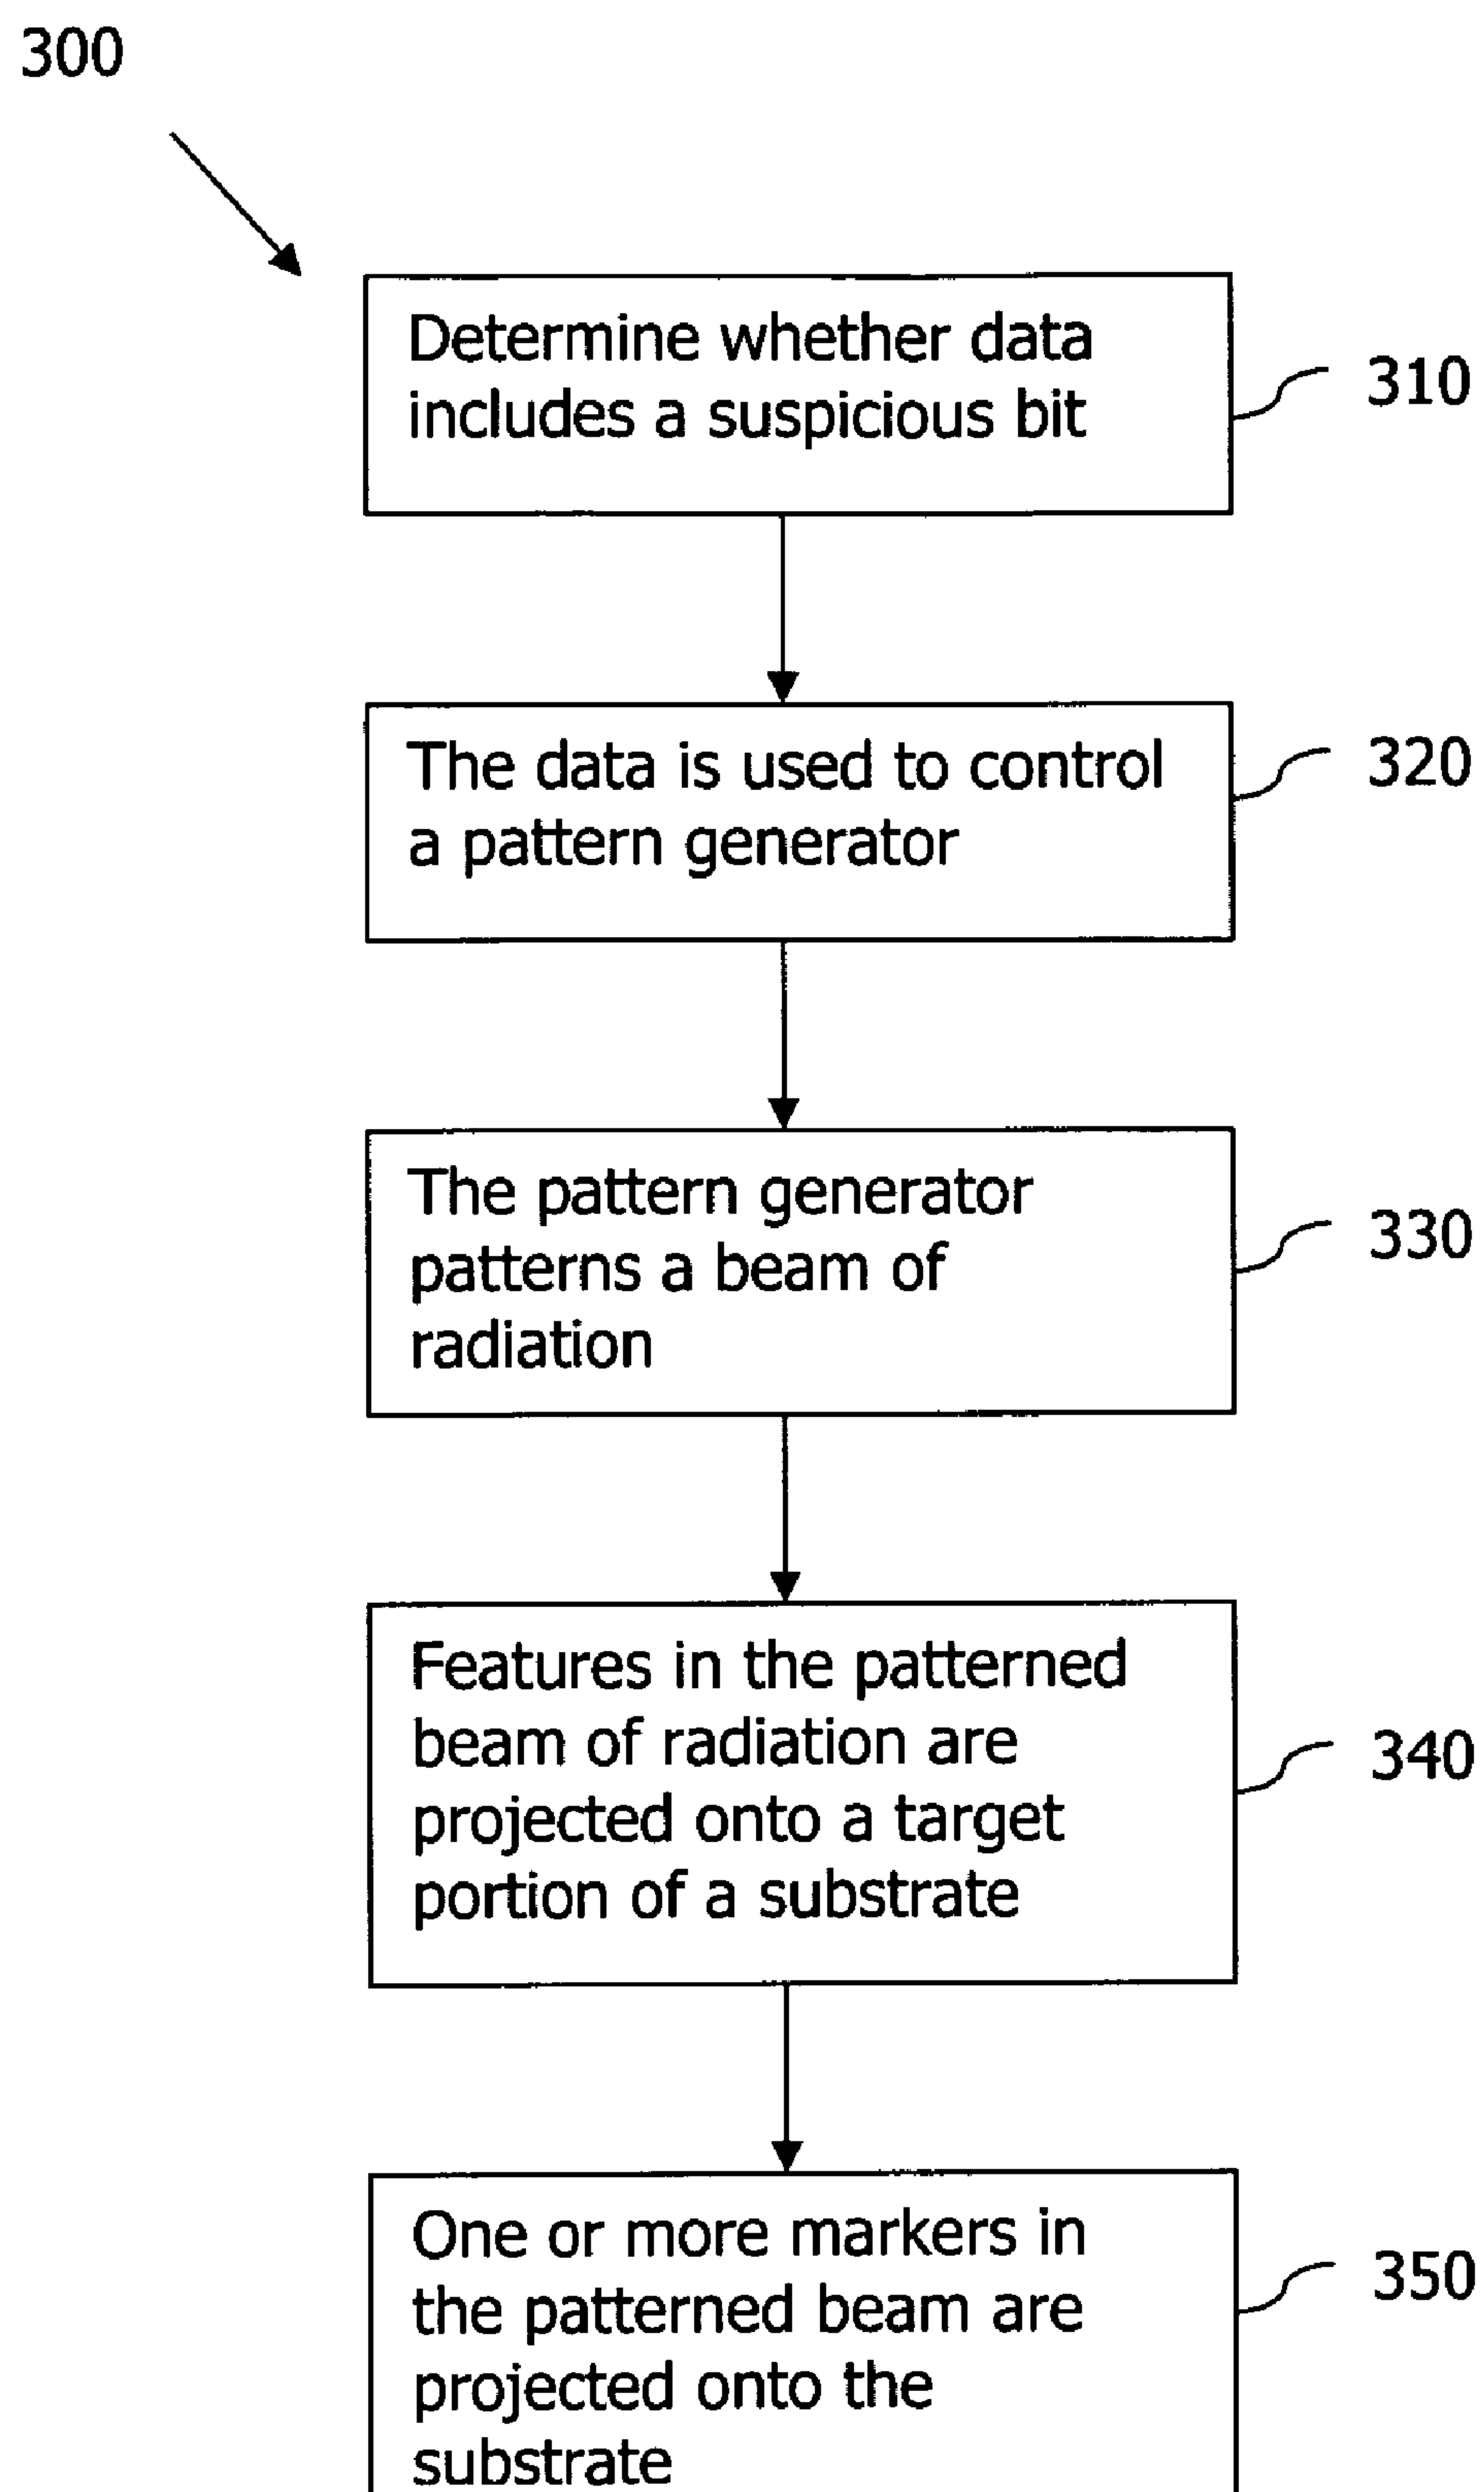 300
Determine whether data
includes a suspicious bit
310
The data is used to control
a pattern generator
320
The pattern generator
patterns a beam of
radiation
330
Features in the patterned
beam of radiation are
projected onto a target
portion of a substrate
340
One or more markers in
the patterned beam are
projected onto the
substrate
350